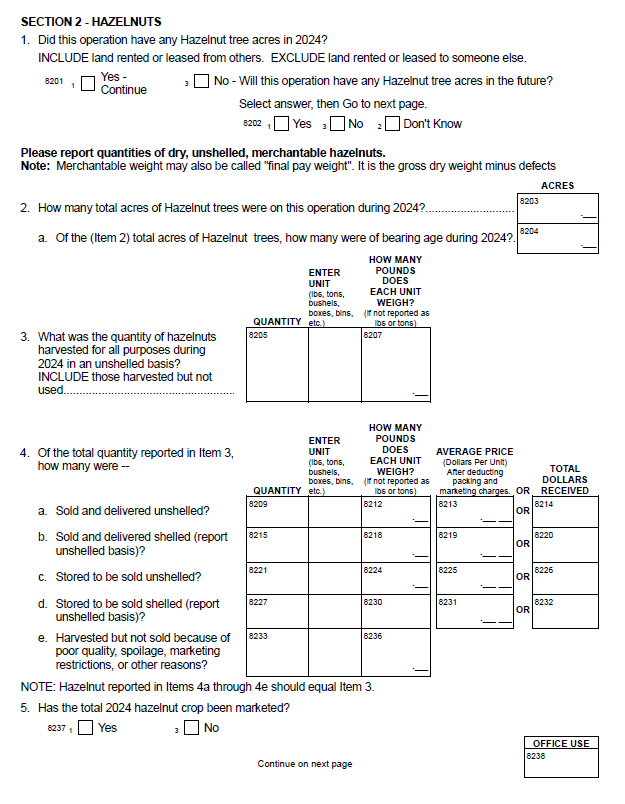 SECTION 2 - HAZELNUTS
1. Did this operation have any Hazelnut tree acres in 2024?
INCLUDE land rented or leased from others. EXCLUDE land rented or leased to someone else.
8201 1 Yes - Continue 3 No - Will this operation have any Hazelnut tree acres in the future?
Select answer, then Go to next page.
8202 1 Yes 3 No 2 Don't Know
Please report quantities of dry, unshelled, merchantable hazelnuts.
Note: Merchantable weight may also be called "final pay weight". It is the gross dry weight minus defects
ACRES
2. How many total acres of Hazelnut trees were on this operation during 2024?.............................. 8203 .__
a. Of the (Item 2) total acres of Hazelnut trees, how many were of bearing age during 2024?. 8204 .__
QUANTITY
ENTER
UNIT
(lbs, tons,
bushels,
boxes, bins,
etc.)
HOW MANY
POUNDS
DOES
EACH UNIT
WEIGH?
(if not reported as
lbs or tons)
3. What was the quantity of hazelnuts
harvested for all purposes during
2024 in an unshelled basis?
INCLUDE those harvested but not
used....................................................
8205 8207 .__
4. Of the total quantity reported in Item 3,
how many were --
QUANTITY
ENTER
UNIT
(lbs, tons,
bushels,
boxes, bins,
etc.)
HOW MANY
POUNDS
DOES
EACH UNIT
WEIGH?
(if not reported as
lbs or tons)
AVERAGE PRICE
(Dollars Per Unit)
After deducting
packing and
marketing charges.
OR
TOTAL
DOLLARS
RECEIVED
a. Sold and delivered unshelled? 8209 8212 .__ 8213 .__ __ OR 8214
b. Sold and delivered shelled (report
unshelled basis)? 8215 8218 .__ 8219 .__ __ OR 8220
c. Stored to be sold unshelled? 8221 8224 .__ 8225 .__ __ OR 8226
d. Stored to be sold shelled (report
unshelled basis)? 8227 8230 .__ 8231 .__ __ OR 8232
e. Harvested but not sold because of
poor quality, spoilage, marketing
restrictions, or other reasons? 8233 8236 .__
NOTE: Hazelnut reported in Items 4a through 4e should equal Item 3.
5. Has the total 2024 hazelnut crop been marketed?
8237 1 Yes 3 No
OFFICE USE
8238
Continue on next page